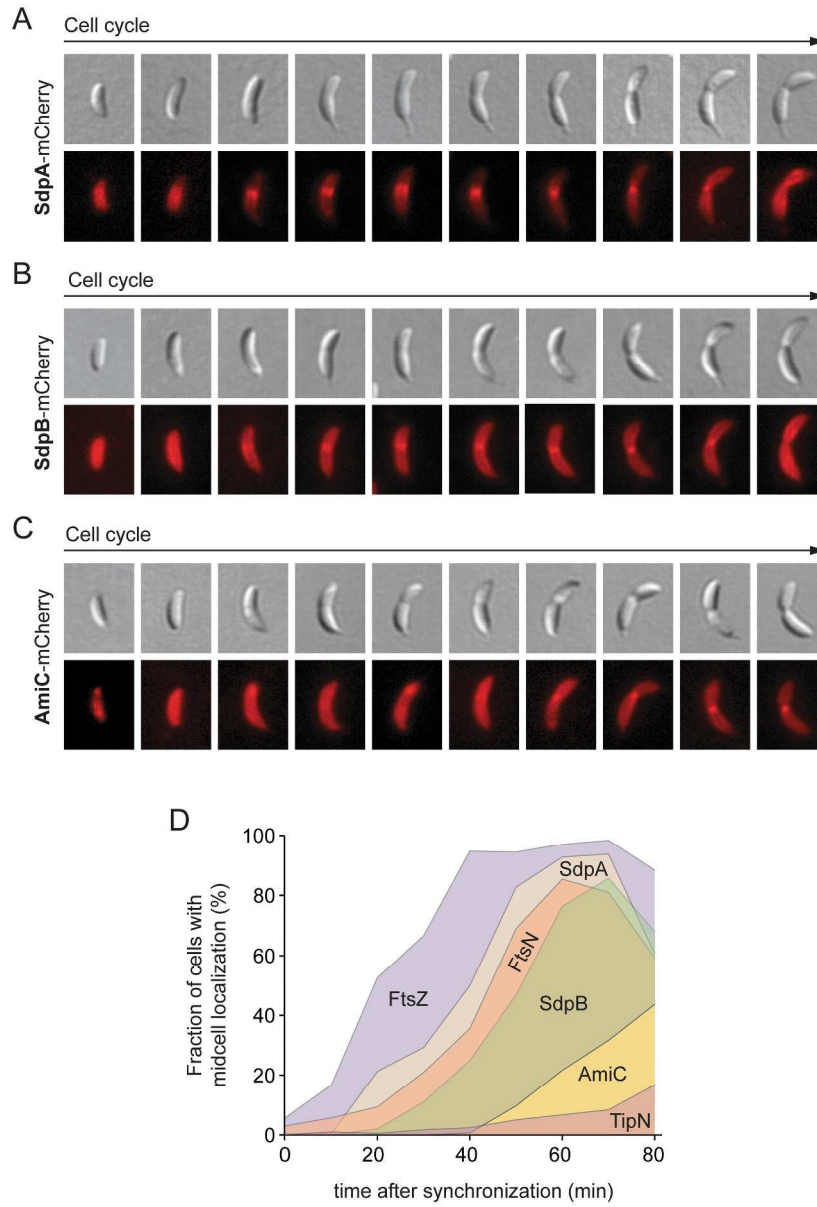 A
Cell cycle
SdpA-mCherry
B
Cell cycle
SdpB-mCherry
C
Cell cycle
AmiC-mCherry
D
100
80
60
40
20
0
Fraction of cells with
midcell localization (%)
FtsZ
SdpA
FtsN
SdpB
AmiC
TipN
0 20 40 60 80
time after synchronization (min)